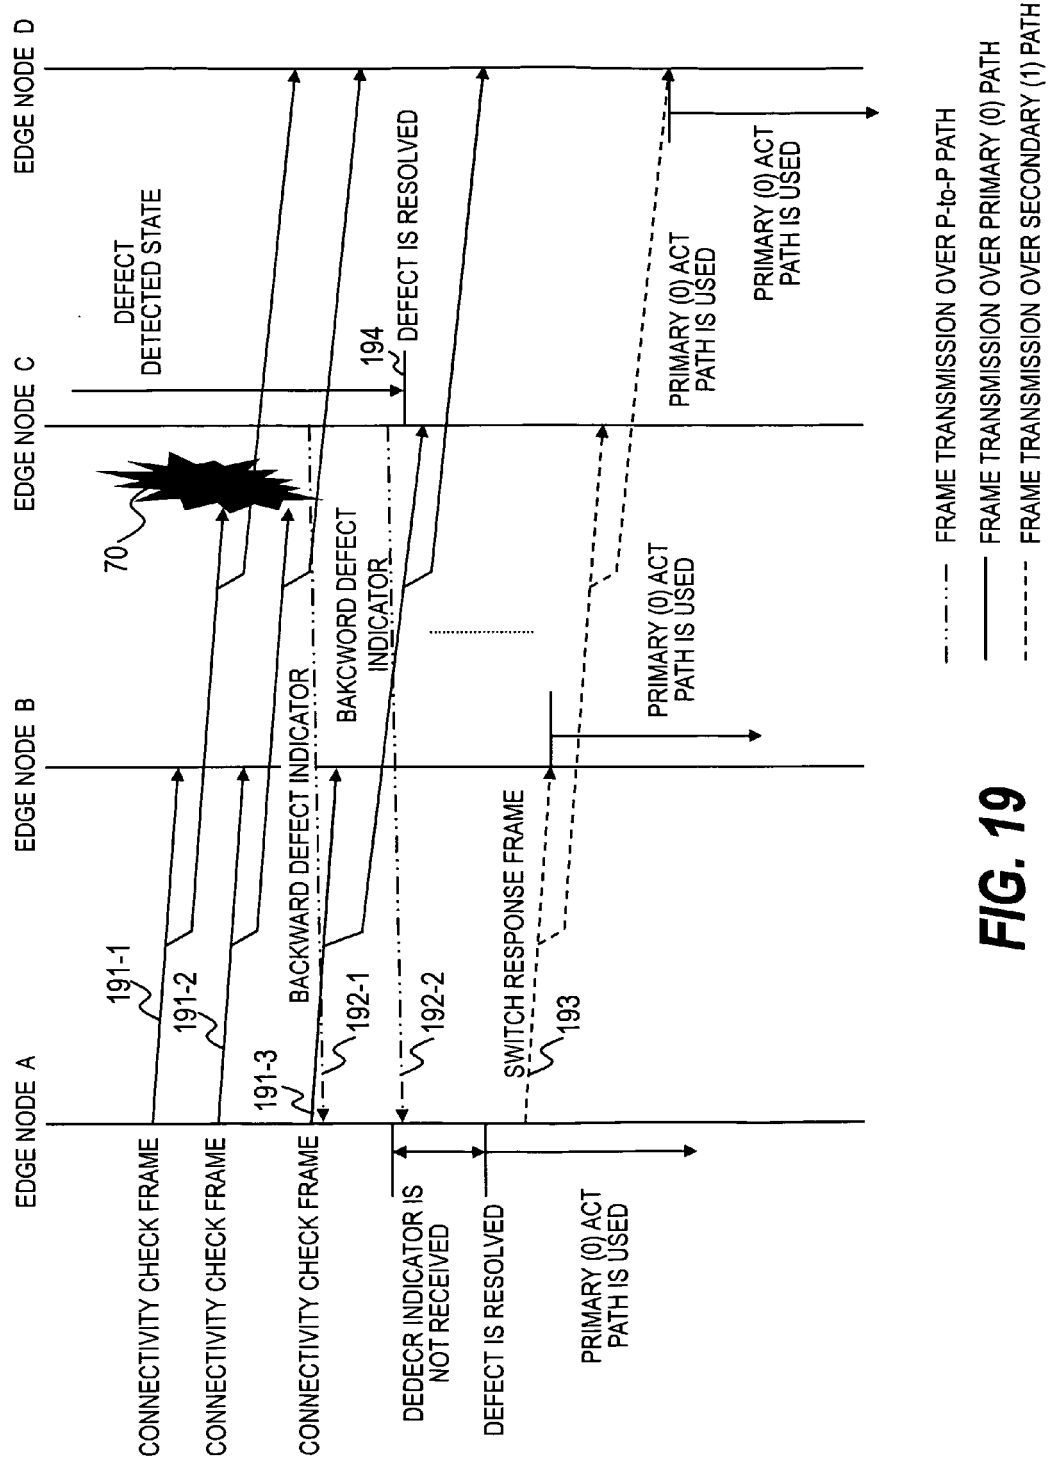 EDGE NODE A
EDGE NODE B
EDGE NODE C
EDGE NODE D
CONNECTIVITY CHECK FRAME
191-1
CONNECTIVITY CHECK FRAME
191-2
CONNECTIVITY CHECK FRAME
191-3
70
DEFECT
DETECTED STATE
BACKWARD DEFECT INDICATOR
192-1
BAKCWORD DEFECT
INDICATOR
192-2
194
DEFECT IS RESOLVED
DEDECR INDICATOR IS
NOT RECEIVED
DEFECT IS RESOLVED
SWITCH RESPONSE FRAME
193
PRIMARY (0) ACT
PATH IS USED
PRIMARY (0) ACT
PATH IS USED
PRIMARY (0) ACT
PATH IS USED
PRIMARY (0) ACT
PATH IS USED
FRAME TRANSMISSION OVER P-to-P PATH
FRAME TRANSMISSION OVER PRIMARY (0) PATH
FRAME TRANSMISSION OVER SECONDARY (1) PATH
FIG. 19